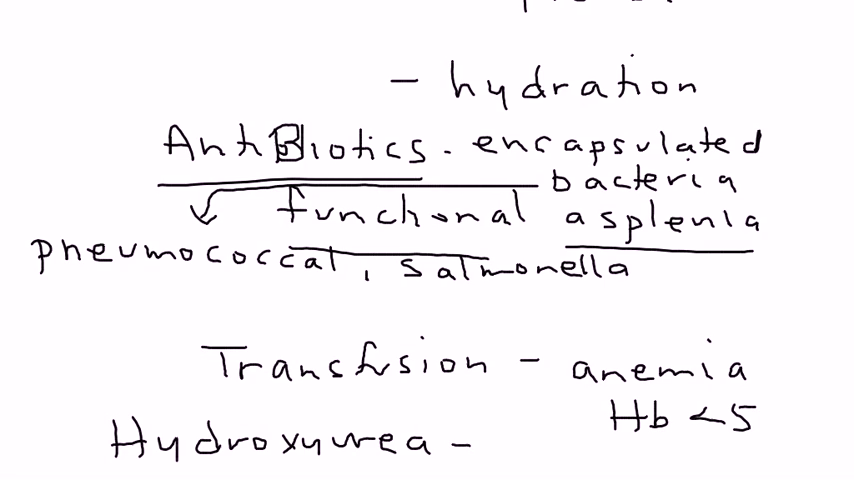 - hydration
AntiBiotics - encapsulated
bacteria
functional asplenia
pneumococcal, salmonella
Transfusion - anemia
Hb <5
Hydroxyurea -